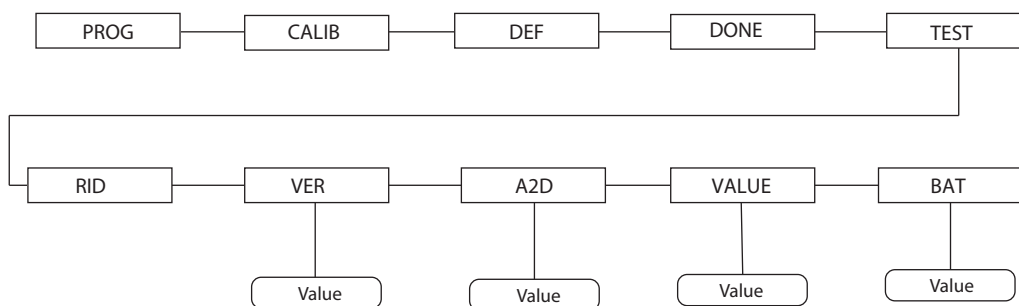 PROG CALIB DEF DONE TEST
RID VER A2D VALUE BAT
Value Value Value Value